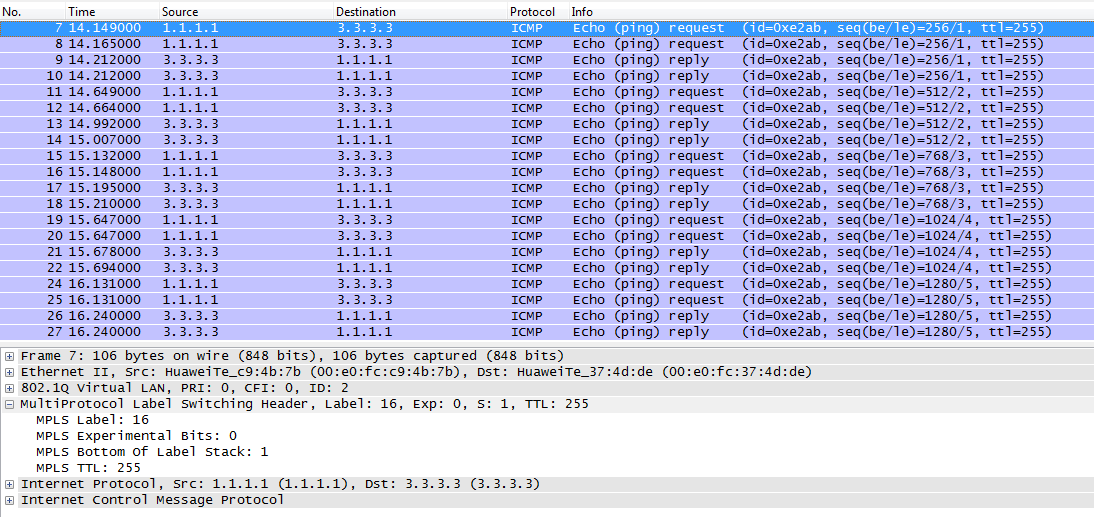 No. Time Source Destination Protocol Info
7 14.149000 1.1.1.1 3.3.3.3 ICMP Echo (ping) request (id=0xe2ab, seq(be/le)=256/1, ttl=255)
8 14.165000 1.1.1.1 3.3.3.3 ICMP Echo (ping) request (id=0xe2ab, seq(be/le)=256/1, ttl=255)
9 14.212000 3.3.3.3 1.1.1.1 ICMP Echo (ping) reply (id=0xe2ab, seq(be/le)=256/1, ttl=255)
10 14.212000 3.3.3.3 1.1.1.1 ICMP Echo (ping) reply (id=0xe2ab, seq(be/le)=256/1, ttl=255)
11 14.649000 1.1.1.1 3.3.3.3 ICMP Echo (ping) request (id=0xe2ab, seq(be/le)=512/2, ttl=255)
12 14.664000 1.1.1.1 3.3.3.3 ICMP Echo (ping) request (id=0xe2ab, seq(be/le)=512/2, ttl=255)
13 14.992000 3.3.3.3 1.1.1.1 ICMP Echo (ping) reply (id=0xe2ab, seq(be/le)=512/2, ttl=255)
14 15.007000 3.3.3.3 1.1.1.1 ICMP Echo (ping) reply (id=0xe2ab, seq(be/le)=512/2, ttl=255)
15 15.132000 1.1.1.1 3.3.3.3 ICMP Echo (ping) request (id=0xe2ab, seq(be/le)=768/3, ttl=255)
16 15.148000 1.1.1.1 3.3.3.3 ICMP Echo (ping) request (id=0xe2ab, seq(be/le)=768/3, ttl=255)
17 15.195000 3.3.3.3 1.1.1.1 ICMP Echo (ping) reply (id=0xe2ab, seq(be/le)=768/3, ttl=255)
18 15.210000 3.3.3.3 1.1.1.1 ICMP Echo (ping) reply (id=0xe2ab, seq(be/le)=768/3, ttl=255)
19 15.647000 1.1.1.1 3.3.3.3 ICMP Echo (ping) request (id=0xe2ab, seq(be/le)=1024/4, ttl=255)
20 15.647000 1.1.1.1 3.3.3.3 ICMP Echo (ping) request (id=0xe2ab, seq(be/le)=1024/4, ttl=255)
21 15.678000 3.3.3.3 1.1.1.1 ICMP Echo (ping) reply (id=0xe2ab, seq(be/le)=1024/4, ttl=255)
22 15.694000 3.3.3.3 1.1.1.1 ICMP Echo (ping) reply (id=0xe2ab, seq(be/le)=1024/4, ttl=255)
24 16.131000 1.1.1.1 3.3.3.3 ICMP Echo (ping) request (id=0xe2ab, seq(be/le)=1280/5, ttl=255)
25 16.131000 1.1.1.1 3.3.3.3 ICMP Echo (ping) request (id=0xe2ab, seq(be/le)=1280/5, ttl=255)
26 16.240000 3.3.3.3 1.1.1.1 ICMP Echo (ping) reply (id=0xe2ab, seq(be/le)=1280/5, ttl=255)
27 16.240000 3.3.3.3 1.1.1.1 ICMP Echo (ping) reply (id=0xe2ab, seq(be/le)=1280/5, ttl=255)
Frame 7: 106 bytes on wire (848 bits), 106 bytes captured (848 bits)
Ethernet II, Src: HuaweiTe_c9:4b:7b (00:e0:fc:c9:4b:7b), Dst: HuaweiTe_37:4d:de (00:e0:fc:37:4d:de)
802.1Q Virtual LAN, PRI: 0, CFI: 0, ID: 2
MultiProtocol Label Switching Header, Label: 16, Exp: 0, S: 1, TTL: 255
MPLS Label: 16
MPLS Experimental Bits: 0
MPLS Bottom Of Label Stack: 1
MPLS TTL: 255
Internet Protocol, Src: 1.1.1.1 (1.1.1.1), Dst: 3.3.3.3 (3.3.3.3)
Internet Control Message Protocol